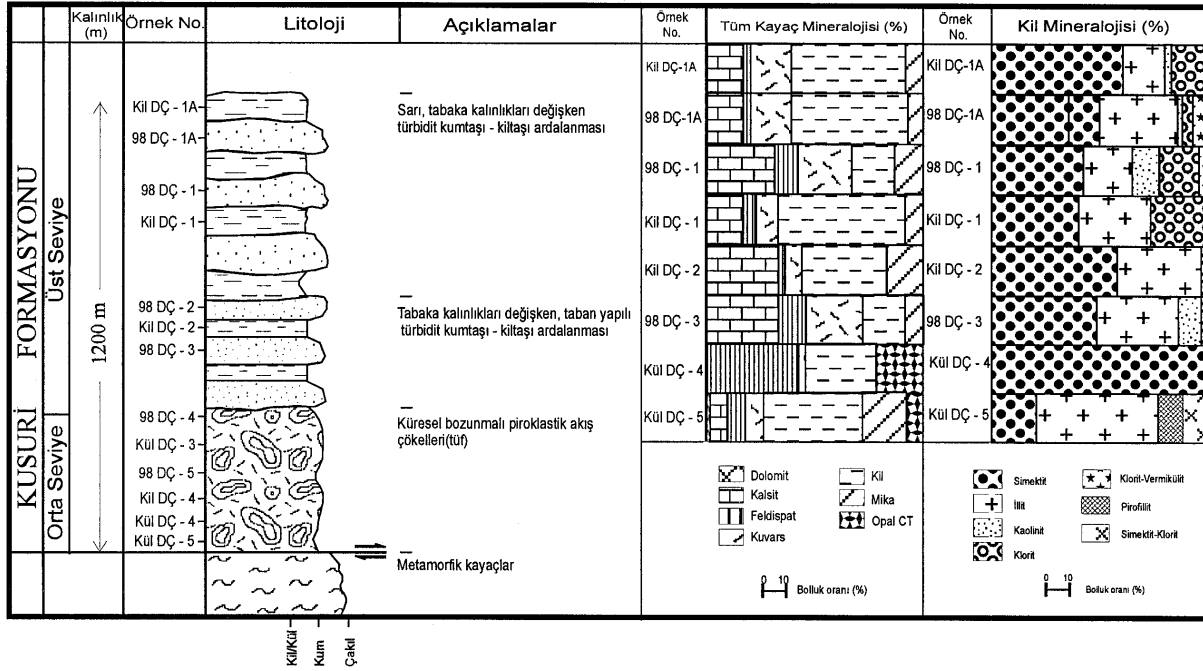 Kalınlık
(m)
Örnek No.
Litoloji
Açıklamalar
Örnek
No.
Tüm Kayaç Mineralojisi (%)
Örnek
No.
Kil Mineralojisi (%)
KUSURİ FORMASYONU
Üst Seviye
Orta Seviye
1200 m
Kil DÇ - 1A
98 DÇ - 1A
98 DÇ - 1
Kil DÇ - 1
98 DÇ - 2
Kil DÇ - 2
98 DÇ - 3
98 DÇ - 4
Kül DÇ - 3
98 DÇ - 5
Kil DÇ - 4
Kül DÇ - 4
Kül DÇ - 5
Sarı, tabaka kalınlıkları değişken
türbidit kumtaşı - kiltaşı ardalanması
Tabaka kalınlıkları değişken, taban yapılı
türbidit kumtaşı - kiltaşı ardalanması
Küresel bozunmalı piroklastik akış
çökelleri(tüf)
Metamorfik kayaçlar
Kil/Kül
Kum
Çakıl
Kil DÇ-1A
98 DÇ-1A
98 DÇ - 1
Kil DÇ - 1
Kil DÇ - 2
98 DÇ - 3
Kül DÇ - 4
Kül DÇ - 5
Dolomit
Kalsit
Feldispat
Kuvars
Kil
Mika
Opal CT
0 10
Bolluk oranı (%)
Kil DÇ-1A
98 DÇ-1A
98 DÇ - 1
Kil DÇ - 1
Kil DÇ - 2
98 DÇ - 3
Kül DÇ - 4
Kül DÇ - 5
Simektit
İllit
Kaolinit
Klorit
Klorit-Vermikülit
Pirofillit
Simektit-Klorit
0 10
Bolluk oranı (%)